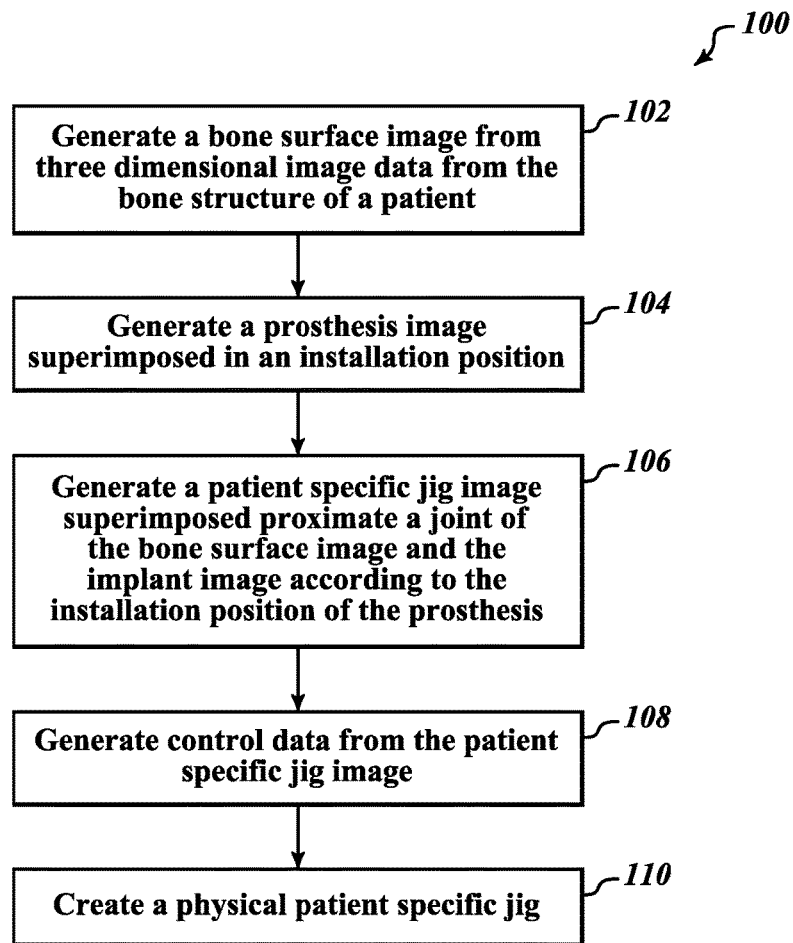 100
102
Generate a bone surface image from
three dimensional image data from the
bone structure of a patient
104
Generate a prosthesis image
superimposed in an installation position
106
Generate a patient specific jig image
superimposed proximate a joint of
the bone surface image and the
implant image according to the
installation position of the prosthesis
108
Generate control data from the patient
specific jig image
110
Create a physical patient specific jig